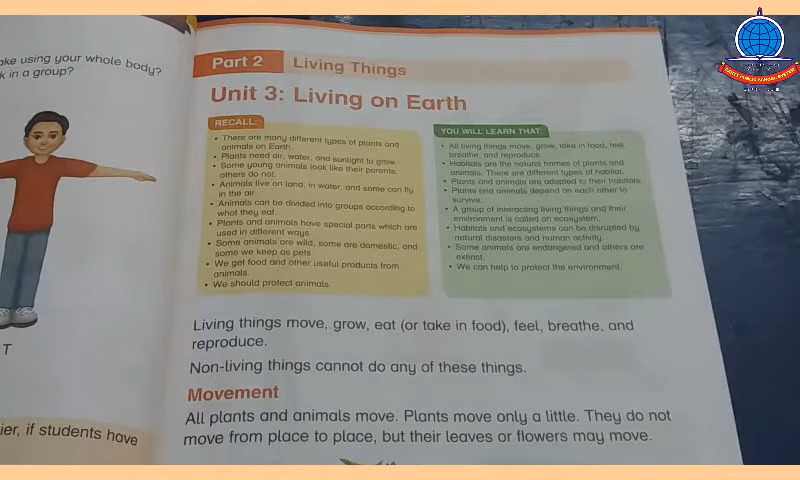 ake using your whole body?
k in a group?
T
ier, if students have
Part 2 Living Things
Unit 3: Living on Earth
RECALL:
• There are many different types of plants and
animals on Earth.
• Plants need air, water, and sunlight to grow.
• Some young animals look like their parents;
others do not.
• Animals live on land, in water, and some can fly
in the air.
• Animals can be divided into groups according to
what they eat.
• Plants and animals have special parts which are
used in different ways.
• Some animals are wild, some are domestic, and
some we keep as pets.
• We get food and other useful products from
animals.
• We should protect animals.
YOU WILL LEARN THAT:
• All living things move, grow, take in food, feel,
breathe, and reproduce.
• Habitats are the natural homes of plants and
animals. There are different types of habitat.
• Plants and animals are adapted to their habitats.
• Plants and animals depend on each other to
survive.
• A group of interacting living things and their
environment is called an ecosystem.
• Habitats and ecosystems can be disrupted by
natural disasters and human activity.
• Some animals are endangered and others are
extinct.
• We can help to protect the environment.
Living things move, grow, eat (or take in food), feel, breathe, and
reproduce.
Non-living things cannot do any of these things.
Movement
All plants and animals move. Plants move only a little. They do not
move from place to place, but their leaves or flowers may move.
PUBLIC SCHOOL SYSTEM